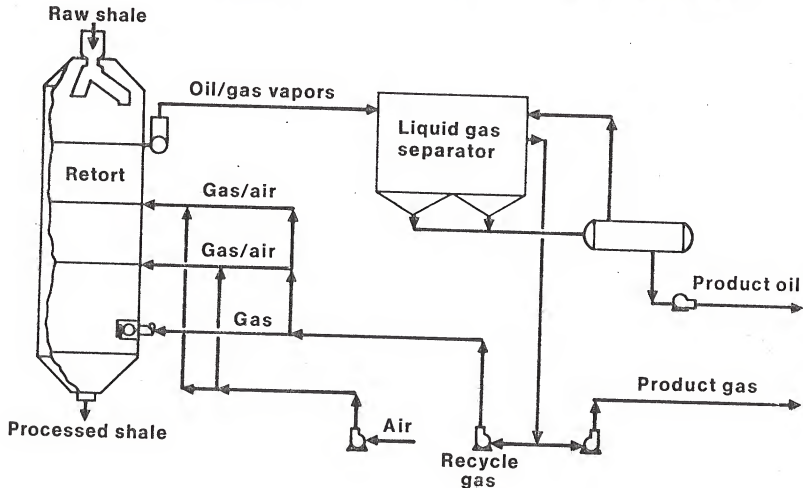 Raw shale
Oil/gas vapors
Liquid gas
separator
Retort
Gas/air
Gas/air
Gas
Product oil
Product gas
Processed shale
Air
Recycle
gas